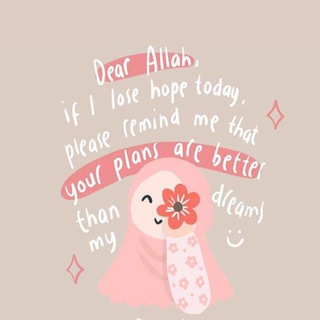 Dear Allah,
if I lose hope today,
please remind me that
your plans are better
than dreams
my